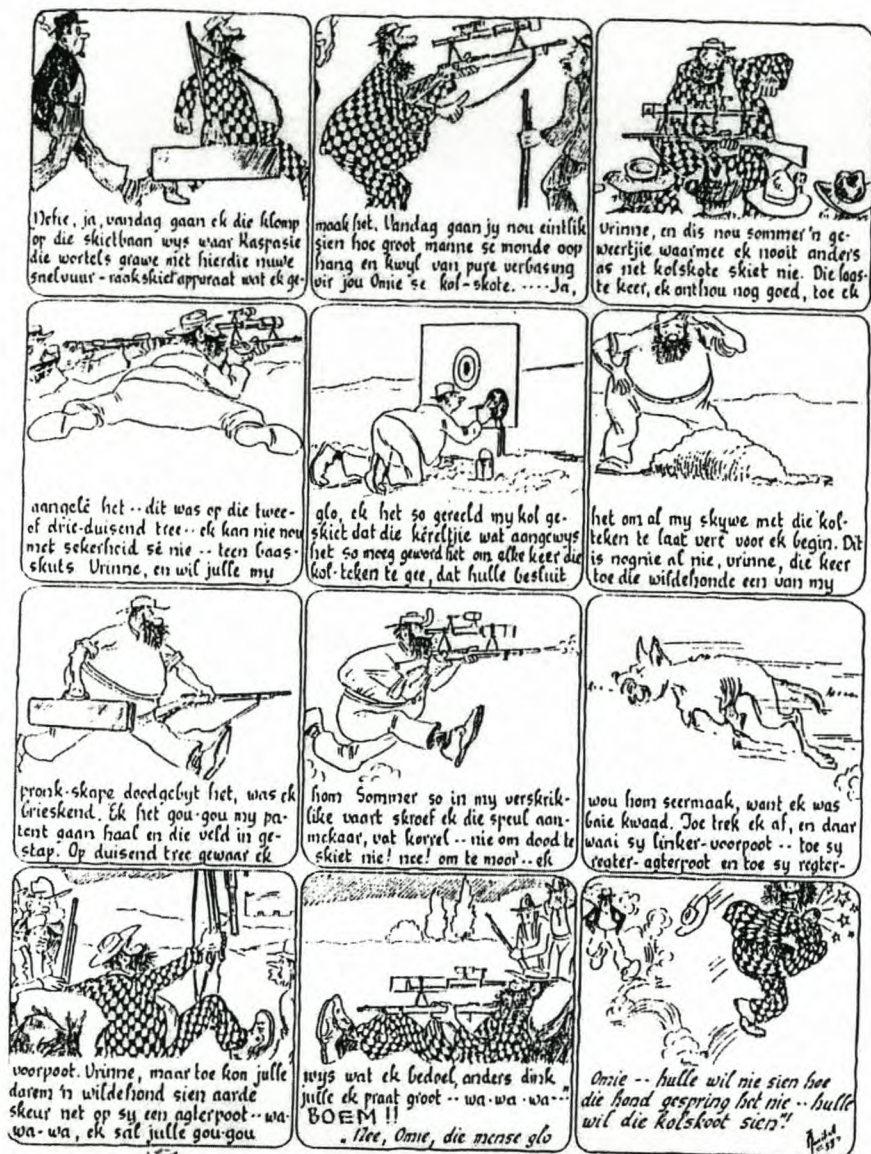 Nefie, ja, vandag gaan ek die klomp
op die skietbaan wys waar Kaspasie
die wortels grawe met hierdie nuwe
snelvuur-raakskietapparaat wat ek ge-
maak het. Vandag gaan jy nou eintlik
sien hoe groot manne se monde oop
hang en kwyl van pure verbasing
vir jou Omie se kol-skote. ....Ja,
Vrinne, en dis nou sommer 'n ge-
weertjie waarmee ek nooit anders
as net kolskote skiet nie. Die laas-
te keer, ek onthou nog goed, toe ek
aangelê het -- dit was op die twee-
of drie-duisend tree -- ek kan nie nou
met sekerheid sê nie -- teen baas-
skuts Vrinne, en wil julle my
glo, ek het so gereeld my kol ge-
skiet dat die kêreltjie wat aangewys
het so moeg geword het om elke keer die
kol-teken te gee, dat hulle besluit
het om al my skywe met die kol-
teken te laat verf voor ek begin. Dit
is nognie al nie, vrinne, die keer
toe die wildehonde een van my
pronk-skape doodgebyt het, was ek
brieskend. Ek het gou-gou my pa-
tent gaan haal en die veld in ge-
stap. Op duisend tree gewaar ek
hom Sommer so in my verskrik-
like vaart skroef ek die speul aan-
mekaar, vat korrel -- nie om dood te
skiet nie! nee! om te moor -- ek
wou hom seermaak, want ek was
baie kwaad. Toe trek ek af, en daar
waai sy linker-voorpoot -- toe sy
regter-agterpoot en toe sy regter-
voorpoot. Vrinne, maar toe kon julle
darem 'n wildehond sien aarde
skeur net op sy een agterpoot -- wa-
wa-wa, ek sal julle gou-gou
wys wat ek bedoel, anders dink
julle ek praat groot -- wa-wa-wa--"
BOEM!!
„Nee, Omie, die mense glo
Omie -- hulle wil nie sien hoe
die hond gespring het nie -- hulle
wil die kolskoot sien"!